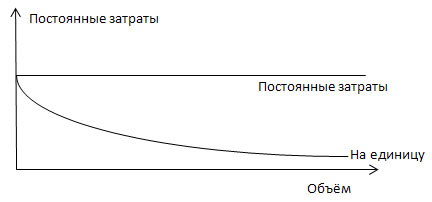 Постоянные затраты
Постоянные затраты
На единицу
Объём